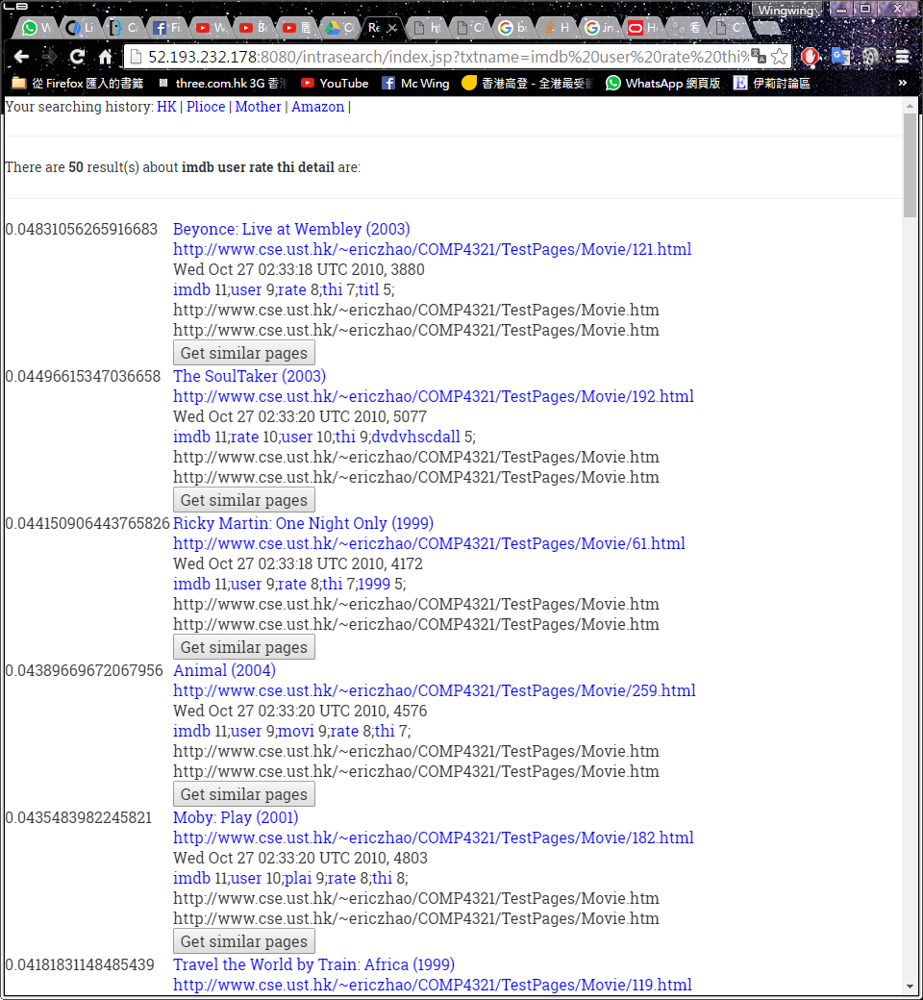 Wingwing
52.193.232.178:8080/intrasearch/index.jsp?txtname=imdb%20user%20rate%20thi%
從 Firefox 匯入的書籤 three.com.hk 3G 香港 YouTube Mc Wing 香港高登 - 全港最受 WhatsApp 網頁版 伊莉討論區 »
Your searching history: HK | Plioce | Mother | Amazon |
There are 50 result(s) about imdb user rate thi detail are:
0.04831056265916683 Beyonce: Live at Wembley (2003)
http://www.cse.ust.hk/~ericzhao/COMP4321/TestPages/Movie/121.html
Wed Oct 27 02:33:18 UTC 2010, 3880
imdb 11;user 9;rate 8;thi 7;titl 5;
http://www.cse.ust.hk/~ericzhao/COMP4321/TestPages/Movie.htm
http://www.cse.ust.hk/~ericzhao/COMP4321/TestPages/Movie.htm
Get similar pages
0.04496615347036658 The SoulTaker (2003)
http://www.cse.ust.hk/~ericzhao/COMP4321/TestPages/Movie/192.html
Wed Oct 27 02:33:20 UTC 2010, 5077
imdb 11;rate 10;user 10;thi 9;dvdvhscdall 5;
http://www.cse.ust.hk/~ericzhao/COMP4321/TestPages/Movie.htm
http://www.cse.ust.hk/~ericzhao/COMP4321/TestPages/Movie.htm
Get similar pages
0.044150906443765826 Ricky Martin: One Night Only (1999)
http://www.cse.ust.hk/~ericzhao/COMP4321/TestPages/Movie/61.html
Wed Oct 27 02:33:18 UTC 2010, 4172
imdb 11;user 9;rate 8;thi 7;1999 5;
http://www.cse.ust.hk/~ericzhao/COMP4321/TestPages/Movie.htm
http://www.cse.ust.hk/~ericzhao/COMP4321/TestPages/Movie.htm
Get similar pages
0.04389669672067956 Animal (2004)
http://www.cse.ust.hk/~ericzhao/COMP4321/TestPages/Movie/259.html
Wed Oct 27 02:33:20 UTC 2010, 4576
imdb 11;user 9;movi 9;rate 8;thi 7;
http://www.cse.ust.hk/~ericzhao/COMP4321/TestPages/Movie.htm
http://www.cse.ust.hk/~ericzhao/COMP4321/TestPages/Movie.htm
Get similar pages
0.0435483982245821 Moby: Play (2001)
http://www.cse.ust.hk/~ericzhao/COMP4321/TestPages/Movie/182.html
Wed Oct 27 02:33:20 UTC 2010, 4803
imdb 11;user 10;plai 9;rate 8;thi 8;
http://www.cse.ust.hk/~ericzhao/COMP4321/TestPages/Movie.htm
http://www.cse.ust.hk/~ericzhao/COMP4321/TestPages/Movie.htm
Get similar pages
0.04181831148485439 Travel the World by Train: Africa (1999)
http://www.cse.ust.hk/~ericzhao/COMP4321/TestPages/Movie/119.html